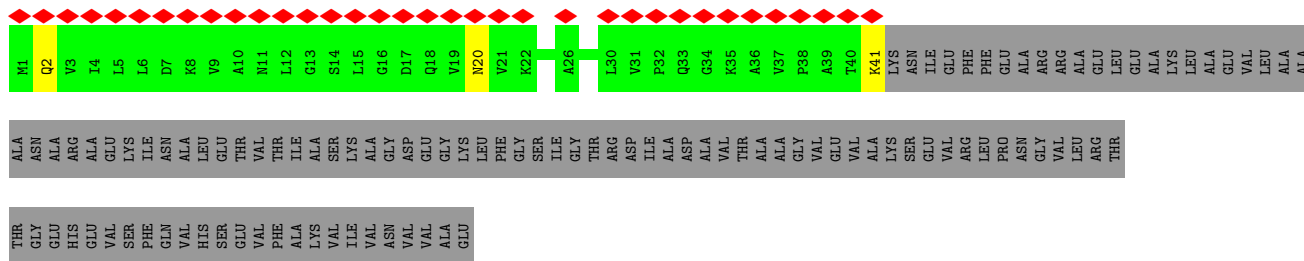 M1 Q2 V3 I4 L5 L6 D7 K8 V9 A10 N11 L12 G13 S14 L15 G16 D17 Q18 V19 N20 V21 K22 A26 L30 V31 P32 Q33 G34 K35 A36 V37 P38 A39 T40 K41 LYS ASN ILE GLU PHE PHE GLU ALA ARG ARG ALA GLU LEU GLU ALA LYS LEU ALA GLU VAL LEU ALA ALA
ALA ASN ALA ARG ALA GLU LYS ILE ASN ALA LEU GLU THR VAL THR ILE ALA SER LYS ALA GLY ASP GLU GLY LYS LEU PHE GLY SER ILE GLY THR ARG ASP ILE ALA ASP ALA VAL THR ALA ALA GLY VAL GLU VAL ALA LYS SER GLU VAL ARG LEU PRO ASN GLY VAL LEU ARG THR
THR GLY GLU HIS GLU VAL SER PHE GLN VAL HIS SER GLU VAL PHE ALA LYS VAL ILE VAL ASN VAL VAL ALA GLU